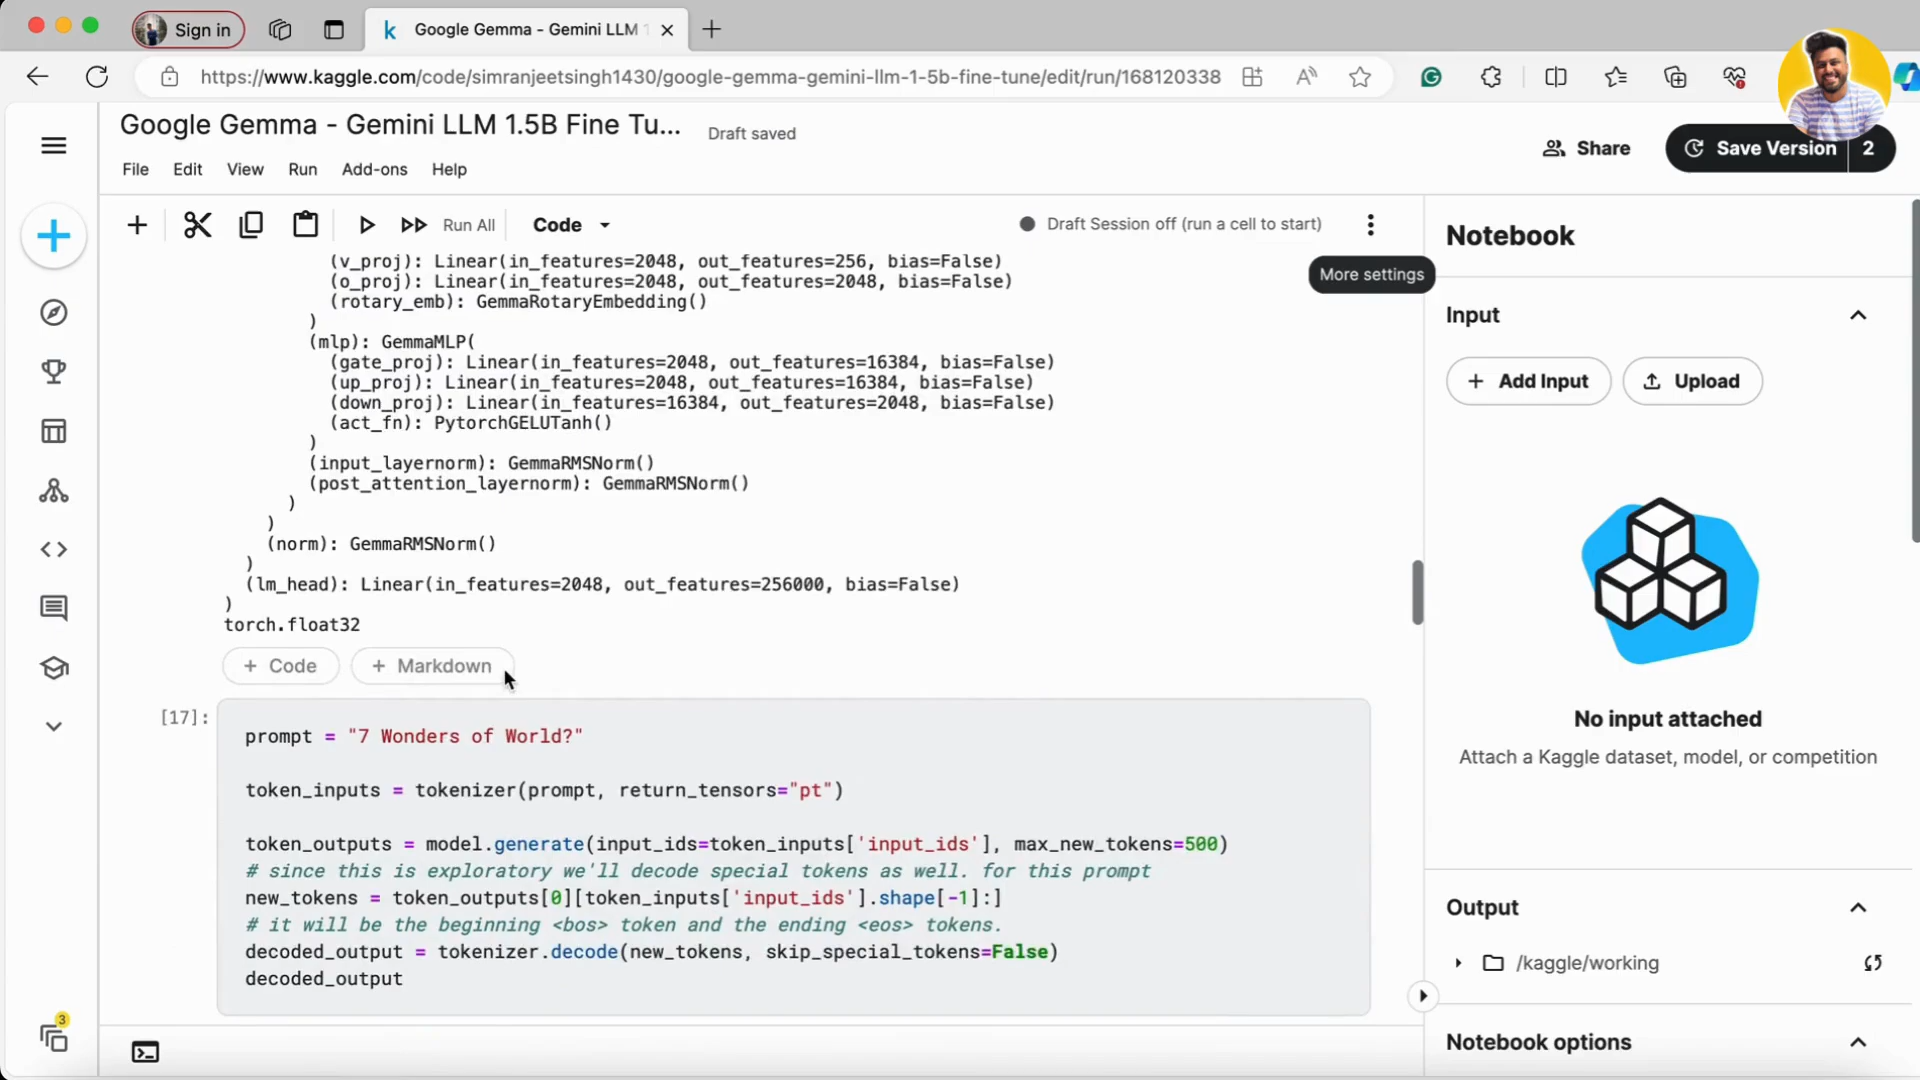 Sign in
k Google Gemma - Gemini LLM 1
https://www.kaggle.com/code/simranjeetsingh1430/google-gemma-gemini-llm-1-5b-fine-tune/edit/run/168120338
Google Gemma - Gemini LLM 1.5B Fine Tu...
Draft saved
Share
Save Version
2
File Edit View Run Add-ons Help
Run All
Code
Draft Session off (run a cell to start)
More settings
(v_proj): Linear(in_features=2048, out_features=256, bias=False)
(o_proj): Linear(in_features=2048, out_features=2048, bias=False)
(rotary_emb): GemmaRotaryEmbedding()
)
(mlp): GemmaMLP(
(gate_proj): Linear(in_features=2048, out_features=16384, bias=False)
(up_proj): Linear(in_features=2048, out_features=16384, bias=False)
(down_proj): Linear(in_features=16384, out_features=2048, bias=False)
(act_fn): PytorchGELUTanh()
)
(input_layernorm): GemmaRMSNorm()
(post_attention_layernorm): GemmaRMSNorm()
)
)
(norm): GemmaRMSNorm()
)
(lm_head): Linear(in_features=2048, out_features=256000, bias=False)
)
torch.float32
+ Code
+ Markdown
[17]:
prompt = "7 Wonders of World?"
token_inputs = tokenizer(prompt, return_tensors="pt")
token_outputs = model.generate(input_ids=token_inputs['input_ids'], max_new_tokens=500)
# since this is exploratory we'll decode special tokens as well. for this prompt
new_tokens = token_outputs[0][token_inputs['input_ids'].shape[-1]:]
# it will be the beginning <bos> token and the ending <eos> tokens.
decoded_output = tokenizer.decode(new_tokens, skip_special_tokens=False)
decoded_output
3
Notebook
Input
+ Add Input
Upload
No input attached
Attach a Kaggle dataset, model, or competition
Output
/kaggle/working
Notebook options